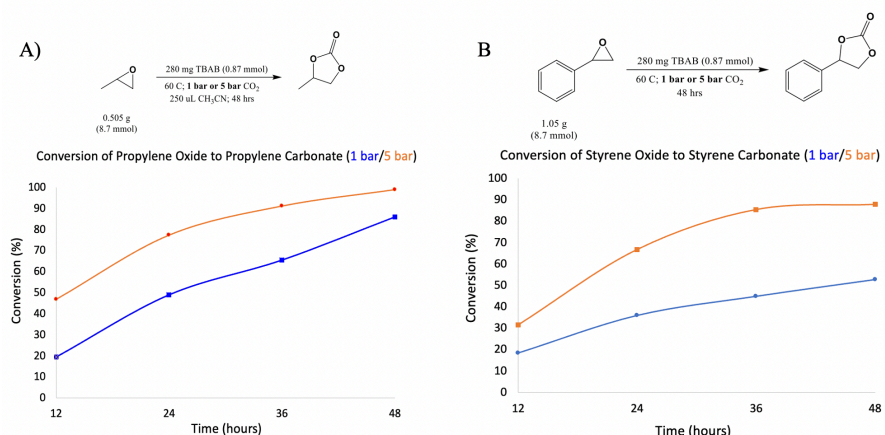 A)
O
O
O
O
280 mg TBAB (0.87 mmol)
60 C; 1 bar or 5 bar CO2
250 uL CH3CN; 48 hrs
0.505 g
(8.7 mmol)
Conversion of Propylene Oxide to Propylene Carbonate (1 bar/5 bar)
Conversion (%)
100
90
80
70
60
50
40
30
20
10
0
12
24
36
48
Time (hours)
B
O
O
O
O
280 mg TBAB (0.87 mmol)
60 C; 1 bar or 5 bar CO2
48 hrs
1.05 g
(8.7 mmol)
Conversion of Styrene Oxide to Styrene Carbonate (1 bar/5 bar)
Conversion (%)
100
90
80
70
60
50
40
30
20
10
0
12
24
36
48
Time (hours)